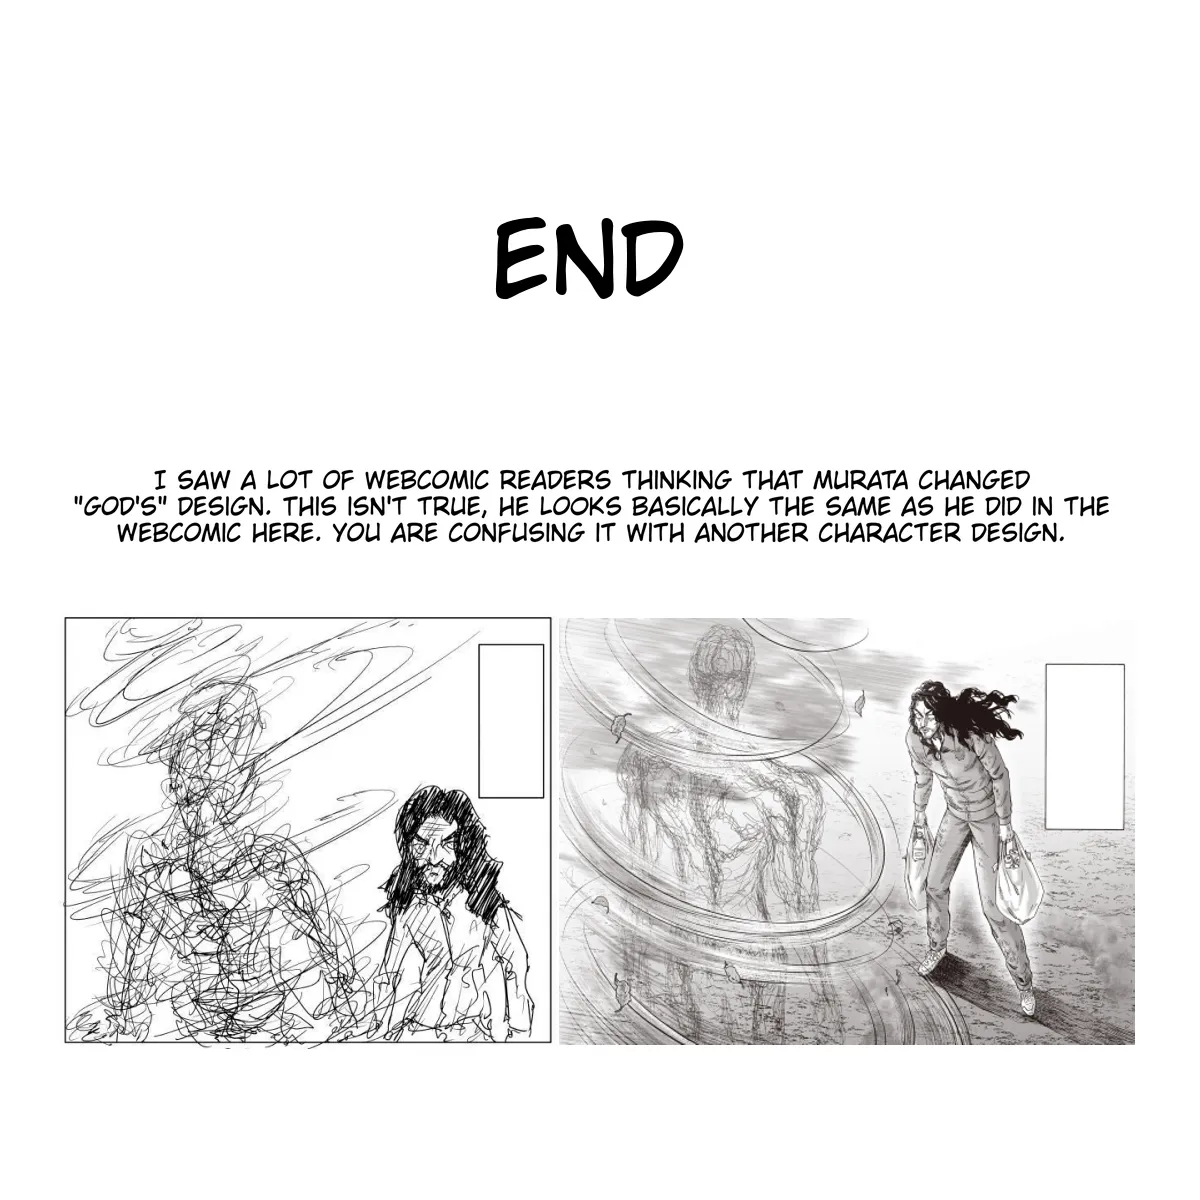 END
I SAW A LOT OF WEBCOMIC READERS THINKING THAT MURATA CHANGED
"GOD'S" DESIGN. THIS ISN'T TRUE, HE LOOKS BASICALLY THE SAME AS HE DID IN THE
WEBCOMIC HERE. YOU ARE CONFUSING IT WITH ANOTHER CHARACTER DESIGN.